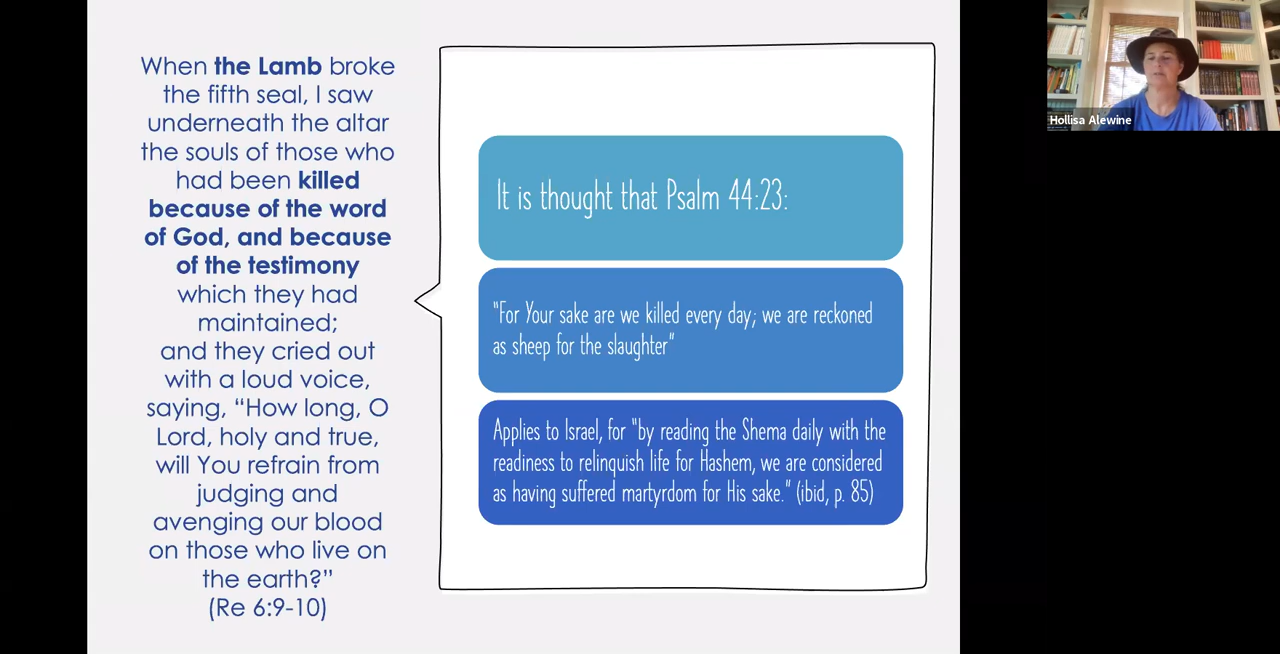 When the Lamb broke
the fifth seal, I saw
underneath the altar
the souls of those who
had been killed
because of the word
of God, and because
of the testimony
which they had
maintained;
and they cried out
with a loud voice,
saying, “How long, O
Lord, holy and true,
will You refrain from
judging and
avenging our blood
on those who live on
the earth?”
(Re 6:9-10)
It is thought that Psalm 44:23:
"For Your sake are we killed every day; we are reckoned
as sheep for the slaughter"
Applies to Israel, for "by reading the Shema daily with the
readiness to relinquish life for Hashem, we are considered
as having suffered martyrdom for His sake." (ibid, p. 85)
Hollisa Alewine